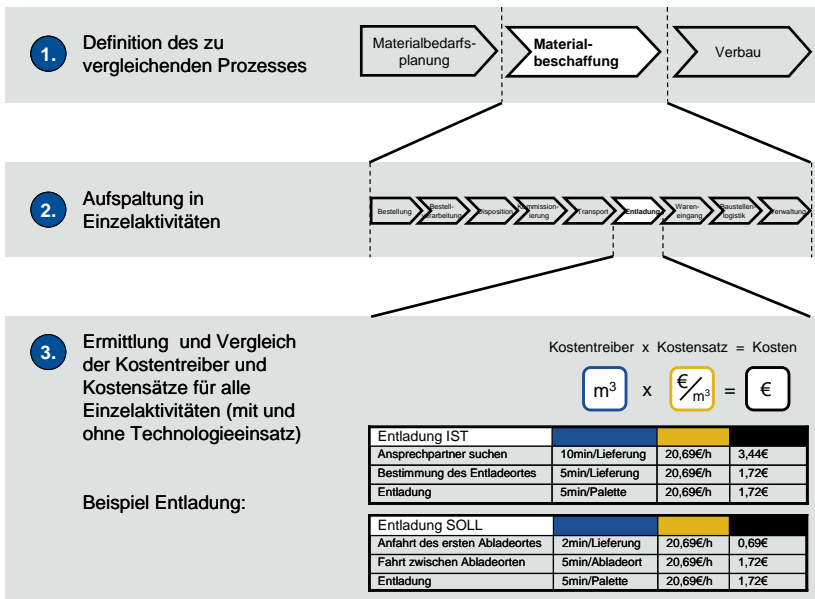 1.
Definition des zu
vergleichenden Prozesses
Materialbedarfs-
planung
Material-
beschaffung
Verbau
2.
Aufspaltung in
Einzelaktivitäten
Bestellung
Bestell-
verarbeitung
Disposition
Kommission-
ierung
Transport
Entladung
Waren-
eingang
Baustellen-
logistik
Verwaltung
3.
Ermittlung und Vergleich
der Kostentreiber und
Kostensätze für alle
Einzelaktivitäten (mit und
ohne Technologieeinsatz)
Beispiel Entladung:
Kostentreiber x Kostensatz = Kosten
m³ x €/m³ = €
Entladung IST
Ansprechpartner suchen 10min/Lieferung 20,69€/h 3,44€
Bestimmung des Entladeortes 5min/Lieferung 20,69€/h 1,72€
Entladung 5min/Palette 20,69€/h 1,72€
Entladung SOLL
Anfahrt des ersten Abladeortes 2min/Lieferung 20,69€/h 0,69€
Fahrt zwischen Abladeorten 5min/Abladeort 20,69€/h 1,72€
Entladung 5min/Palette 20,69€/h 1,72€